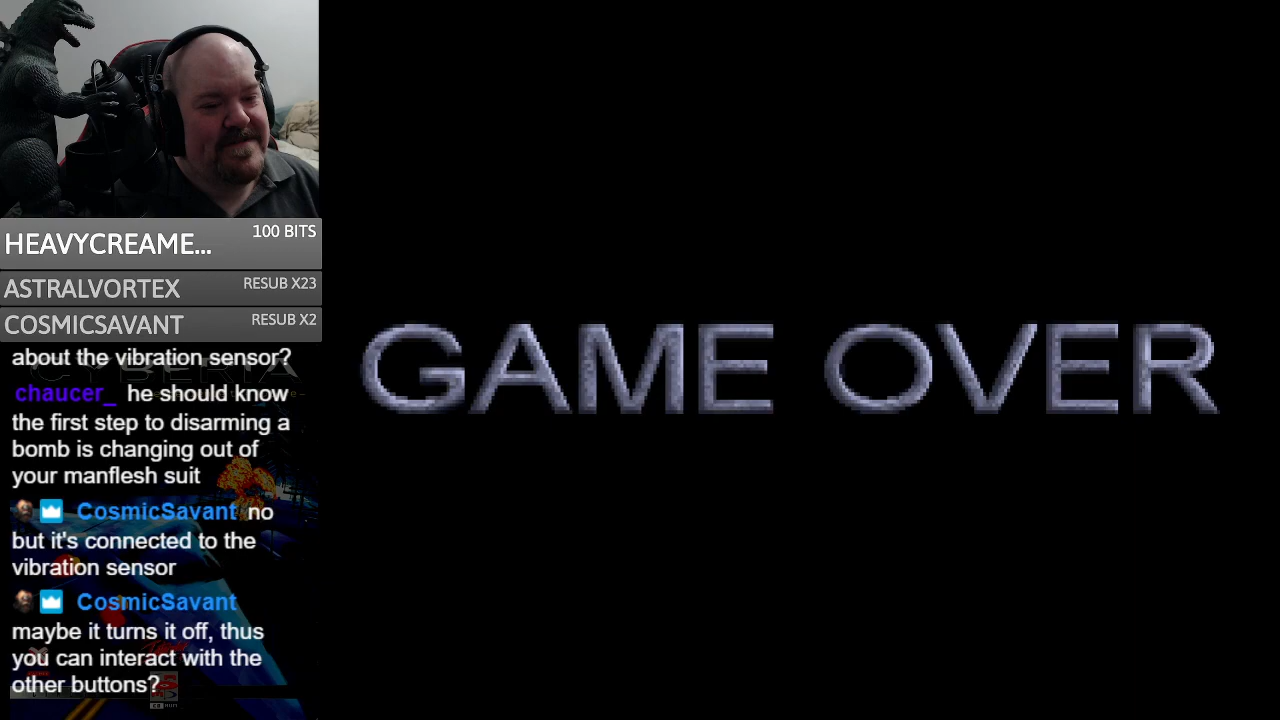 HEAVYCREAME... 100 BITS
ASTRALVORTEX RESUB X23
COSMICSAVANT RESUB X2
about the vibration sensor?
chaucer_ he should know
the first step to disarming a
bomb is changing out of
your manflesh suit
CosmicSavant no
but it's connected to the
vibration sensor
CosmicSavant
maybe it turns it off, thus
you can interact with the
other buttons?
GAME OVER